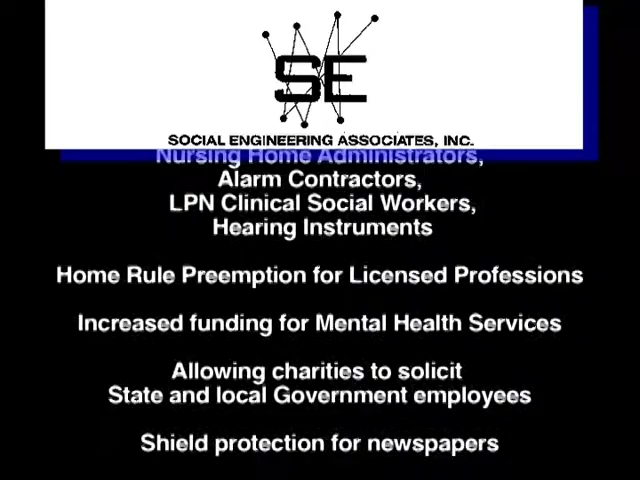 SE
SOCIAL ENGINEERING ASSOCIATES, INC.
Nursing Home Administrators,
Alarm Contractors,
LPN Clinical Social Workers,
Hearing Instruments
Home Rule Preemption for Licensed Professions
Increased funding for Mental Health Services
Allowing charities to solicit
State and local Government employees
Shield protection for newspapers